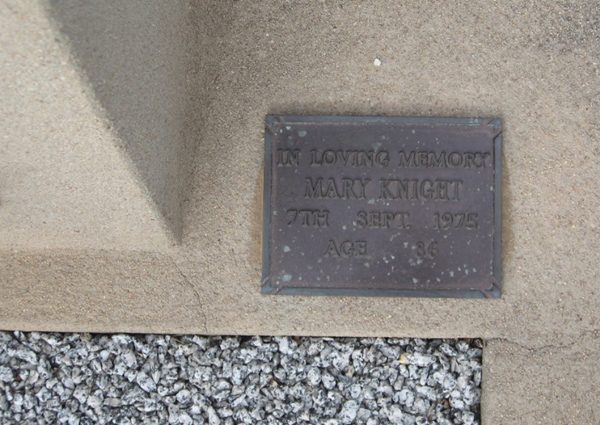 IN LOVING MEMORY
MARY KNIGHT
7TH SEPT. 1975
AGE 86